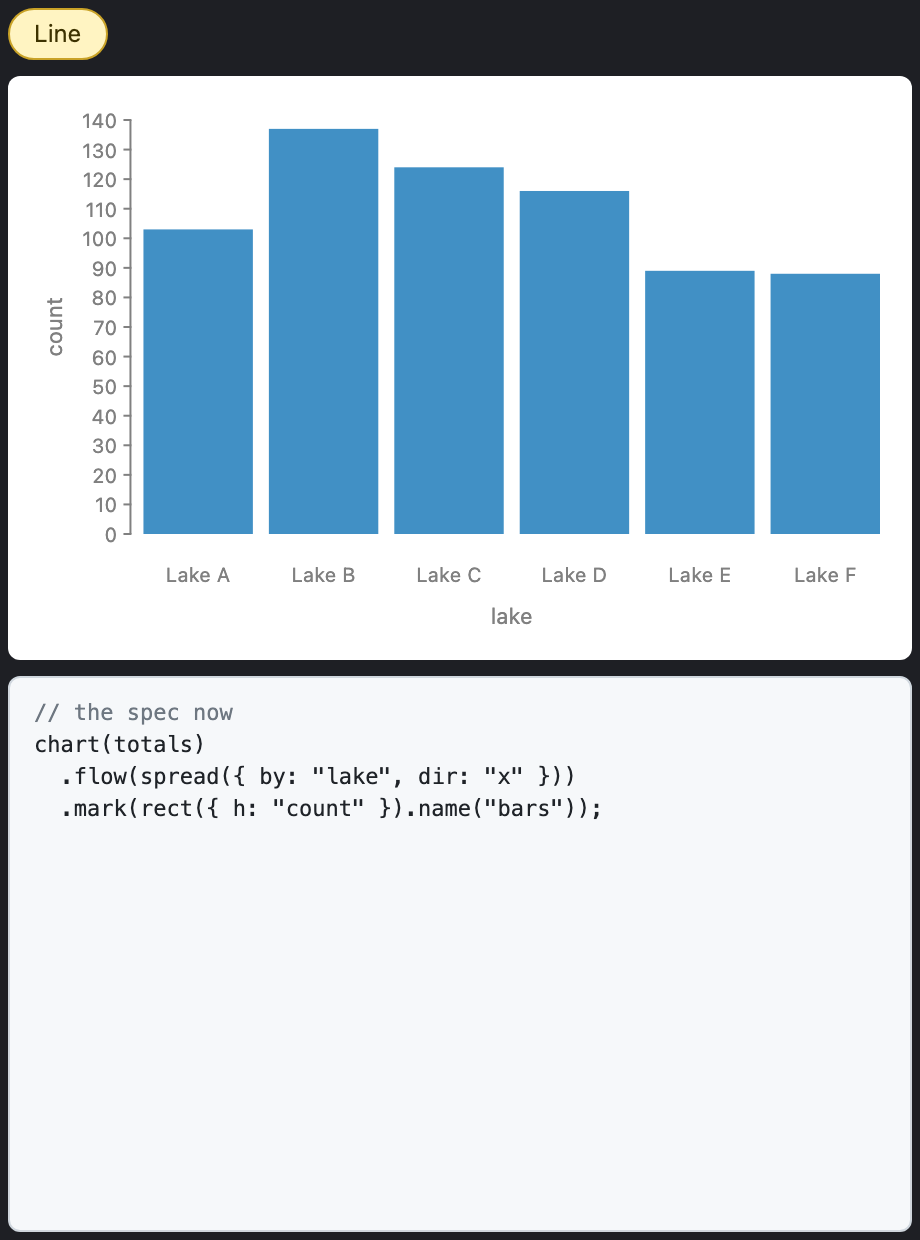 Line
140
130
120
110
100
90
80
70
60
50
40
30
20
10
0
count
Lake A Lake B Lake C Lake D Lake E Lake F
lake
// the spec now
chart(totals)
  .flow(spread({ by: "lake", dir: "x" }))
  .mark(rect({ h: "count" }).name("bars"));